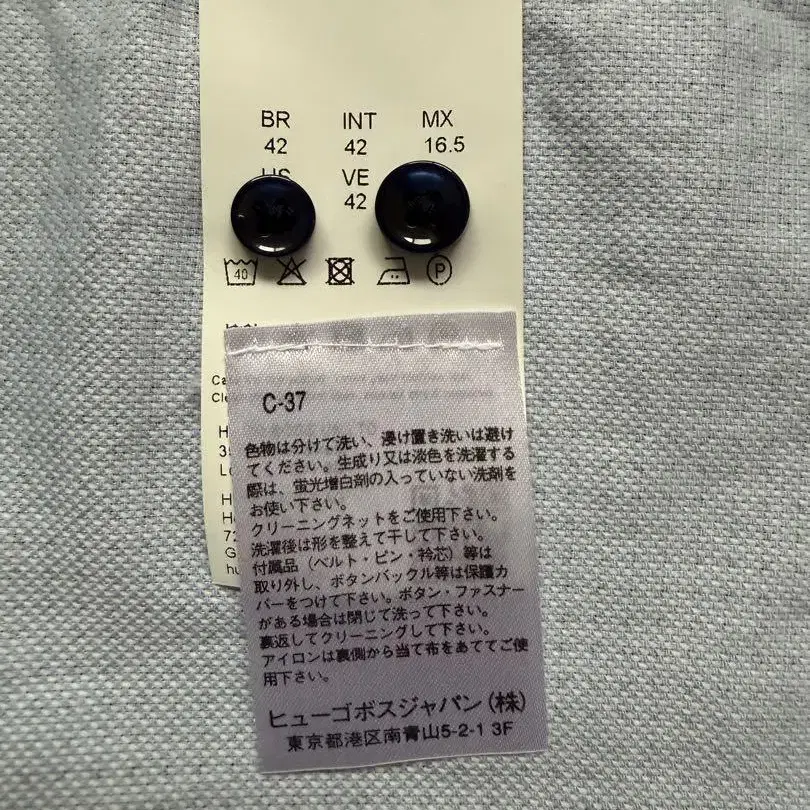 BR INT MX
42 42 16.5
US VE
42
40 P
C-37
色物は分けて洗い、浸け置き洗いは避け
てください。生成り又は淡色を洗濯する
際は、蛍光増白剤の入っていない洗剤を
お使い下さい。
クリーニングネットをご使用下さい。
洗濯後は形を整えて干して下さい。
付属品（ベルト・ピン・衿芯）等は
取り外し、ボタンバックル等は保護カ
バーをつけて下さい。ボタン・ファスナー
がある場合は閉じて洗って下さい。
裏返してクリーニングして下さい。
アイロンは裏側から当て布をあててご使
用下さい。
ヒューゴボスジャパン（株）
東京都港区南青山5-2-1 3F